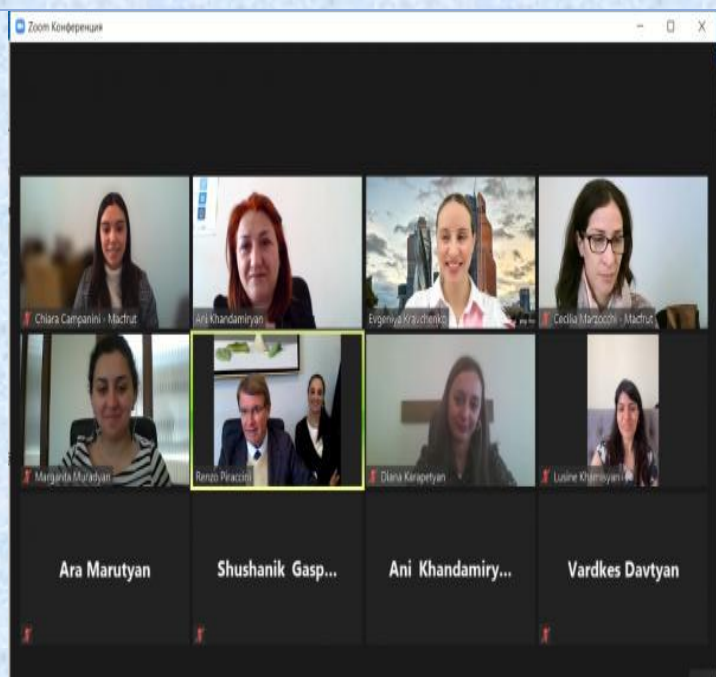 Zoom Конференция
Chiara Campanini - Macfrut
Ani Khandamiryan
Evgeniya Kravchenko
Cecilia Marzocchi - Macfrut
Margarita Muradyan
Renzo Piraccini
Diana Karapetyan
Lusine Khamisyan
Ara Marutyan
Shushanik Gasp...
Ani Khandamiry...
Vardkes Davtyan